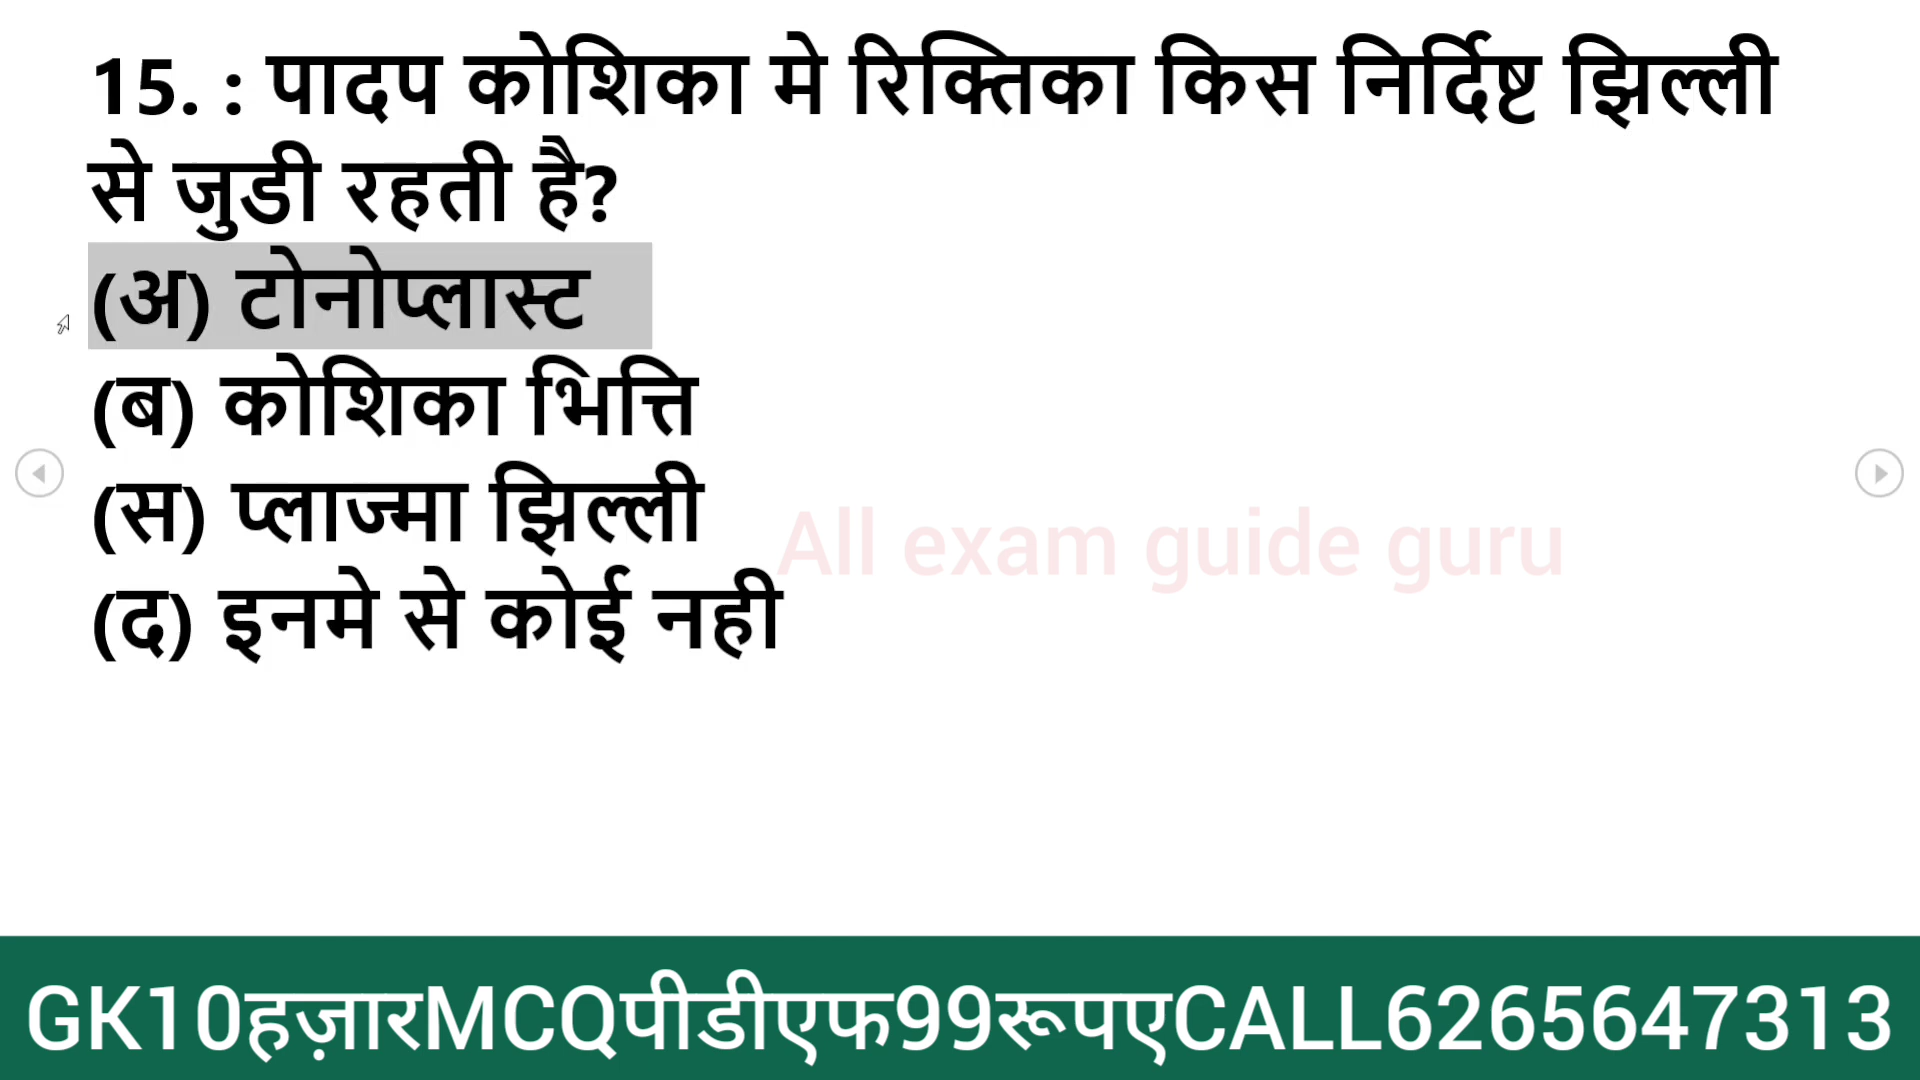 15. : पादप कोशिका मे रिक्तिका किस निर्दिष्ट झिल्ली
से जुडी रहती है?
(अ) टोनोप्लास्ट
(ब) कोशिका भित्ति
(स) प्लाज्मा झिल्ली
All exam guide guru
(द) इनमे से कोई नही
GK10हज़ारMCQपीडीएफ99रूपएCALL6265647313